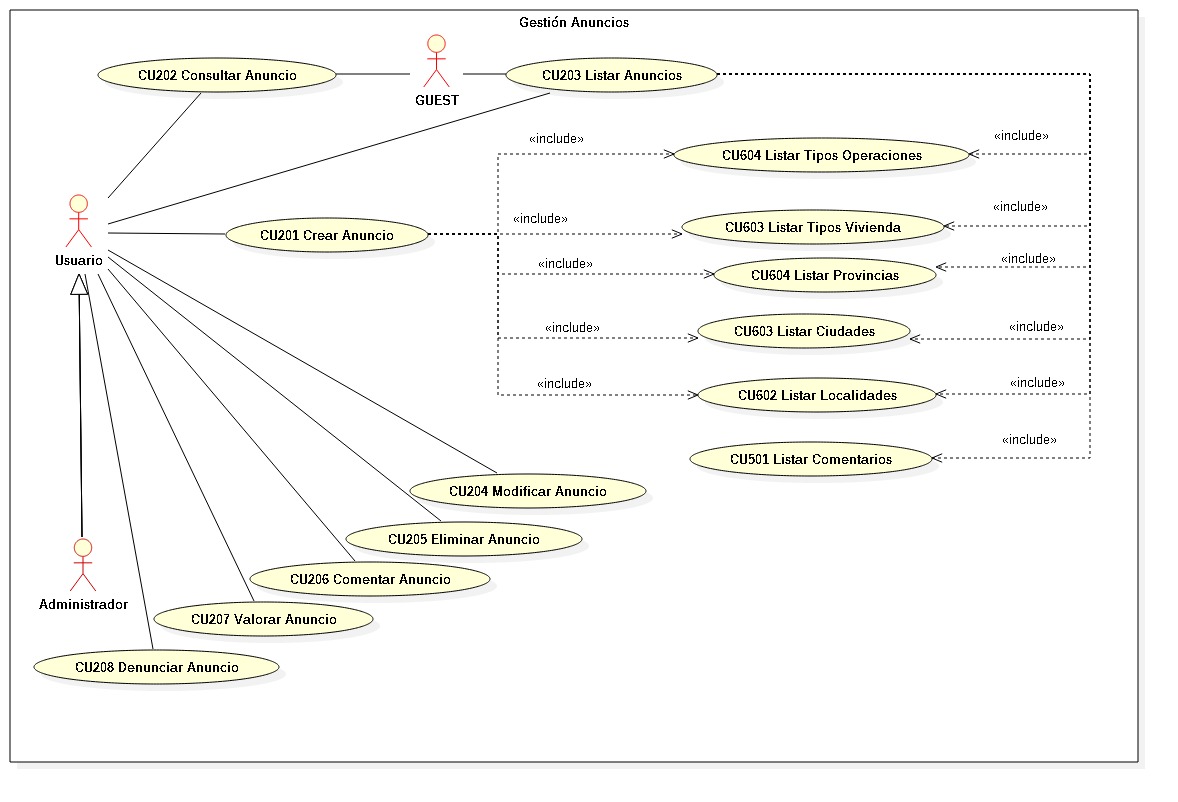 Gestión Anuncios
CU202 Consultar Anuncio
GUEST
CU203 Listar Anuncios
«include»
«include»
CU604 Listar Tipos Operaciones
Usuario
CU201 Crear Anuncio
«include»
«include»
CU603 Listar Tipos Vivienda
«include»
«include»
CU604 Listar Provincias
«include»
«include»
CU603 Listar Ciudades
«include»
«include»
CU602 Listar Localidades
«include»
CU501 Listar Comentarios
CU204 Modificar Anuncio
CU205 Eliminar Anuncio
CU206 Comentar Anuncio
Administrador
CU207 Valorar Anuncio
CU208 Denunciar Anuncio